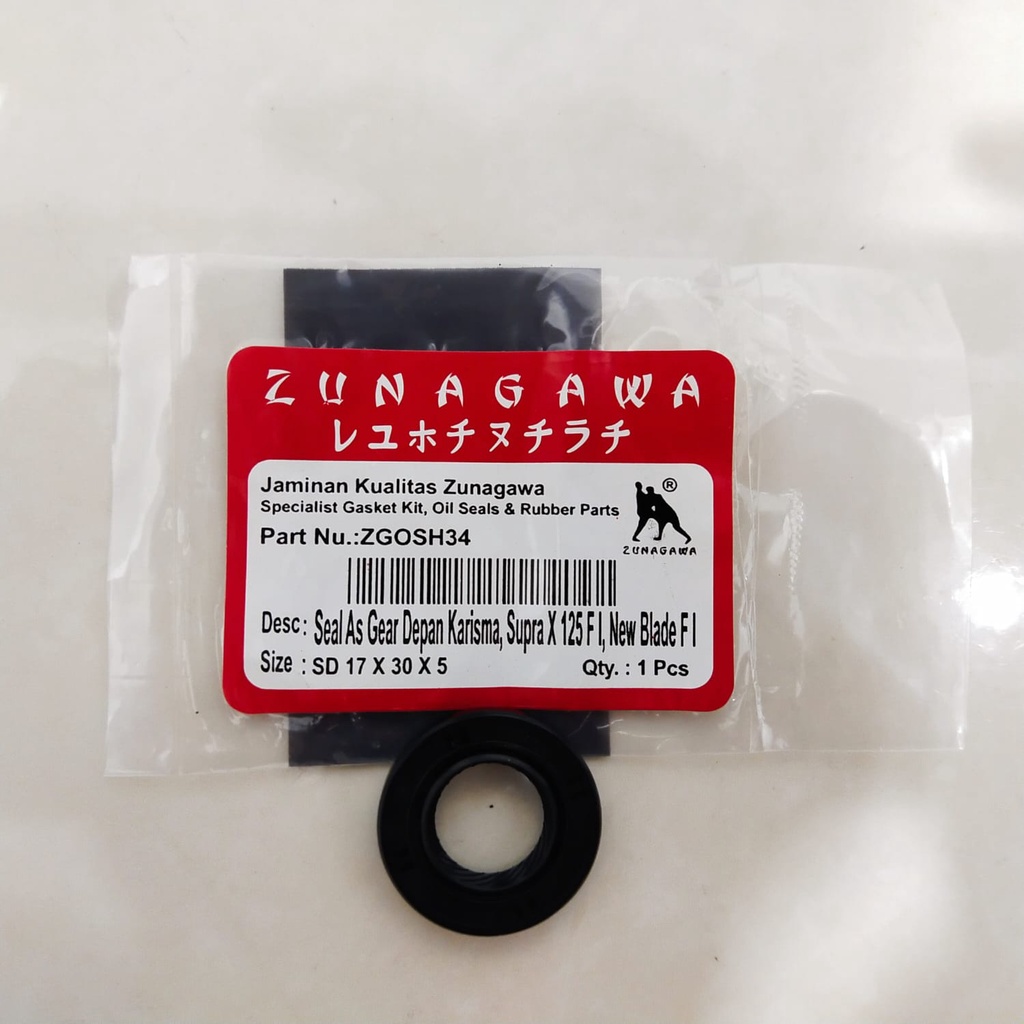 ZUNAGAWA
レユホチヌチラチ
Jaminan Kualitas Zunagawa
®
Specialist Gasket Kit, Oil Seals & Rubber Parts
ZUNAGAWA
Part Nu.:ZGOSH34
Desc : Seal As Gear Depan Karisma, Supra X 125 F I, New Blade F I
Size : SD 17 X 30 X 5 Qty. : 1 Pcs